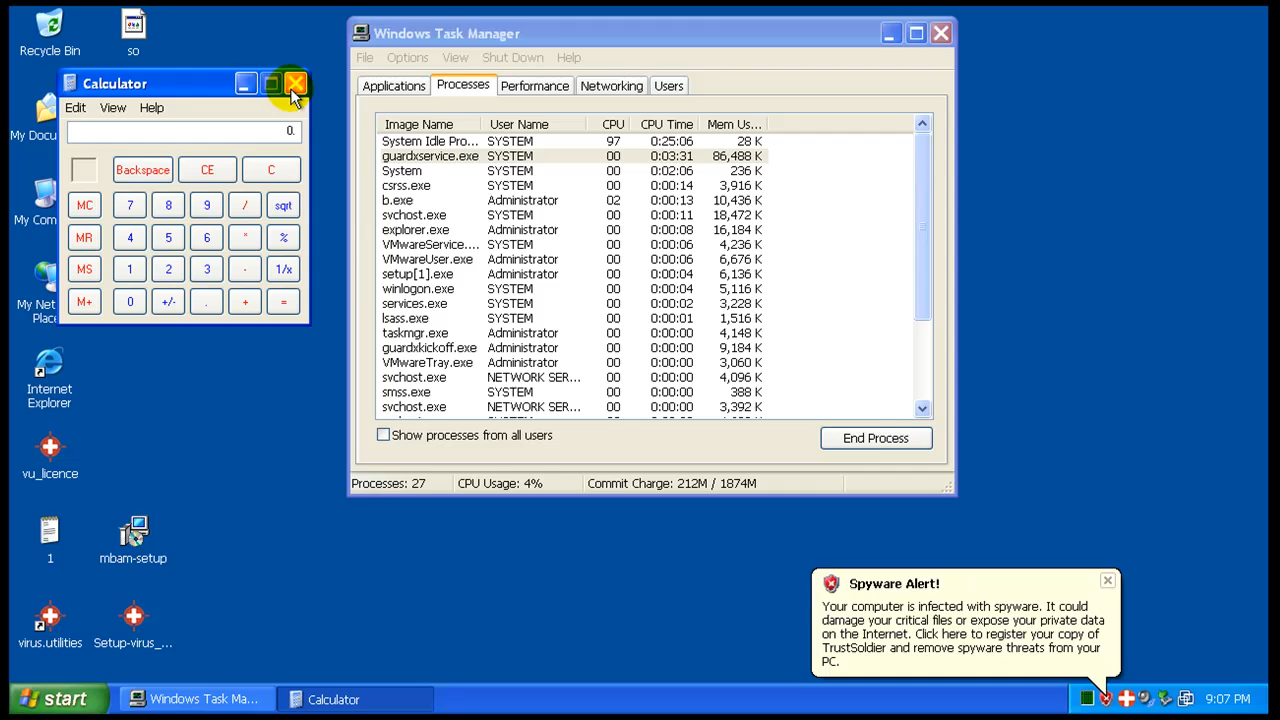 Recycle Bin
so
My Docu
My Com
My Net
Place
Internet
Explorer
vu_licence
1
mbam-setup
virus.utilities
Setup-virus_...
Calculator
Edit View Help
0.
Backspace CE C
MC 7 8 9 / sqrt
MR 4 5 6 * %
MS 1 2 3 - 1/x
M+ 0 +/- . + =
Windows Task Manager
File Options View Shut Down Help
Applications Processes Performance Networking Users
Image Name User Name CPU CPU Time Mem Us...
System Idle Pro... SYSTEM 97 0:25:06 28 K
guardxservice.exe SYSTEM 00 0:03:31 86,488 K
System SYSTEM 00 0:02:06 236 K
csrss.exe SYSTEM 00 0:00:14 3,916 K
b.exe Administrator 02 0:00:13 10,436 K
svchost.exe SYSTEM 00 0:00:11 18,472 K
explorer.exe Administrator 00 0:00:08 16,184 K
VMwareService.... SYSTEM 00 0:00:06 4,236 K
VMwareUser.exe Administrator 00 0:00:06 6,676 K
setup[1].exe Administrator 00 0:00:04 6,136 K
winlogon.exe SYSTEM 00 0:00:04 5,116 K
services.exe SYSTEM 00 0:00:02 3,228 K
lsass.exe SYSTEM 00 0:00:01 1,516 K
taskmgr.exe Administrator 00 0:00:00 4,148 K
guardxkickoff.exe Administrator 00 0:00:00 9,184 K
VMwareTray.exe Administrator 00 0:00:00 3,060 K
svchost.exe NETWORK SER... 00 0:00:00 4,096 K
smss.exe SYSTEM 00 0:00:00 388 K
svchost.exe NETWORK SER... 00 0:00:00 3,392 K
Show processes from all users
End Process
Processes: 27 CPU Usage: 4% Commit Charge: 212M / 1874M
Spyware Alert!
Your computer is infected with spyware. It could
damage your critical files or expose your private data
on the Internet. Click here to register your copy of
TrustSoldier and remove spyware threats from your
PC.
start
Windows Task Ma...
Calculator
9:07 PM